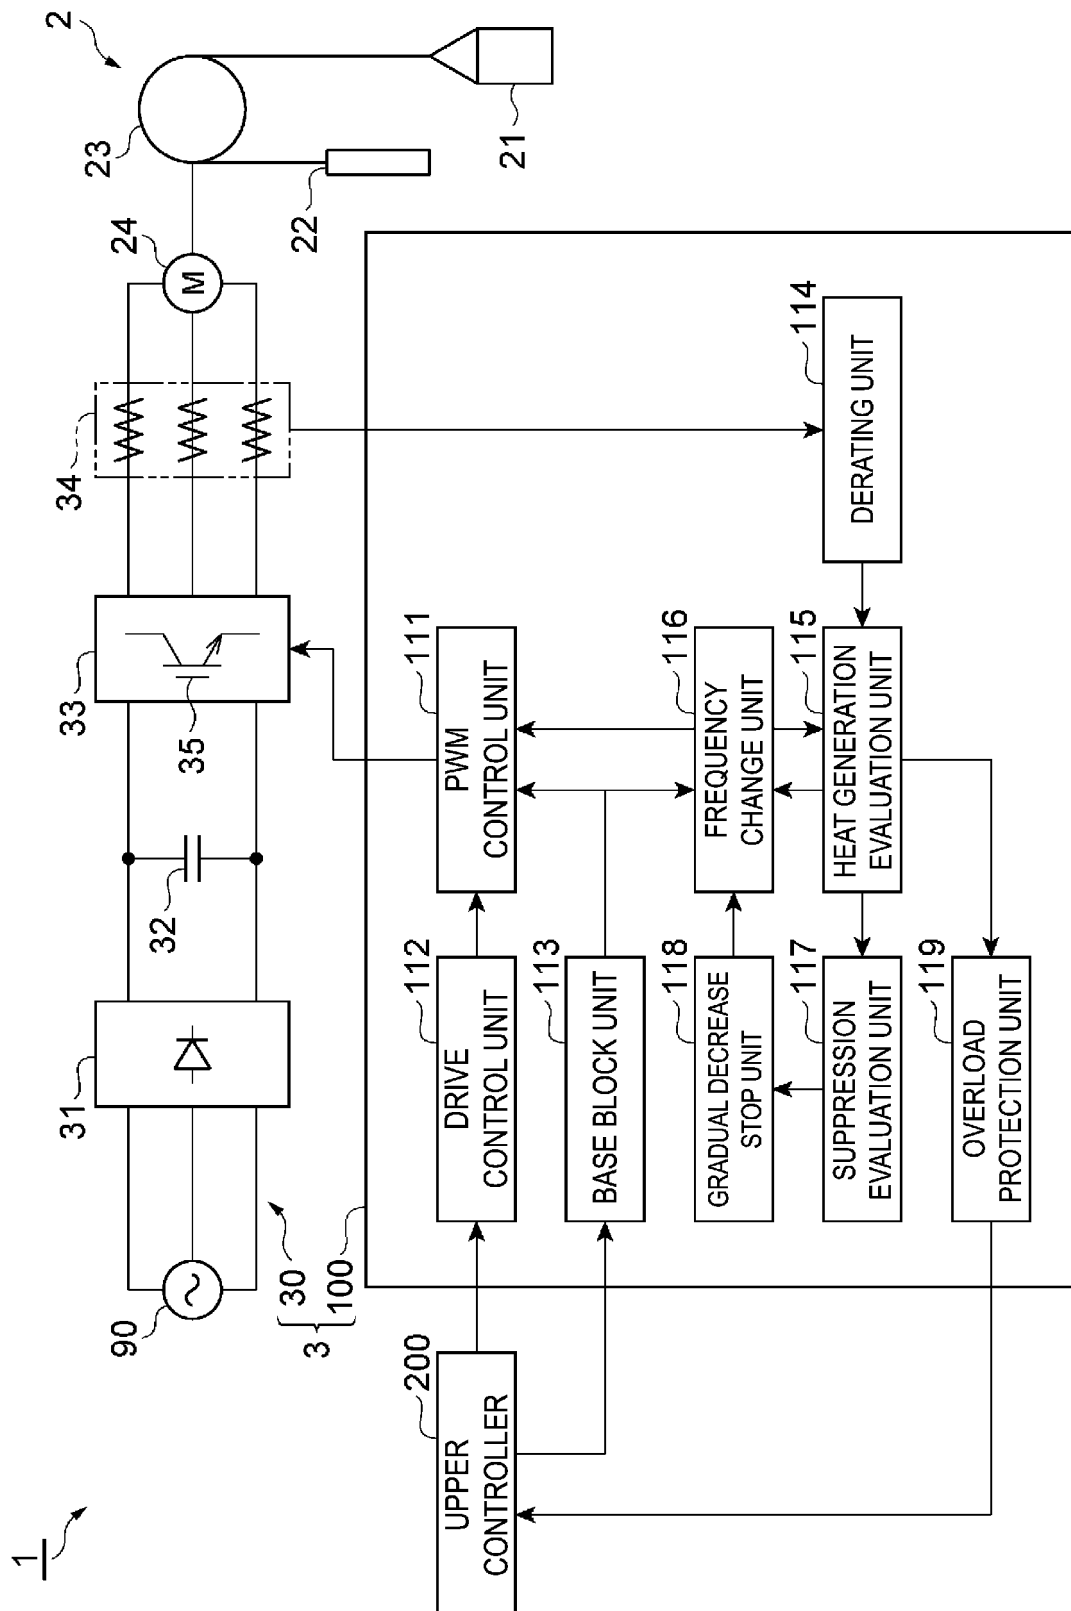 1
2
3
30
100
90
31
32
33
35
34
24
23
22
21
M
200
UPPER
CONTROLLER
112
DRIVE
CONTROL UNIT
111
PWM
CONTROL UNIT
113
BASE BLOCK UNIT
118
GRADUAL DECREASE
STOP UNIT
116
FREQUENCY
CHANGE UNIT
117
SUPPRESSION
EVALUATION UNIT
115
HEAT GENERATION
EVALUATION UNIT
114
DERATING UNIT
119
OVERLOAD
PROTECTION UNIT